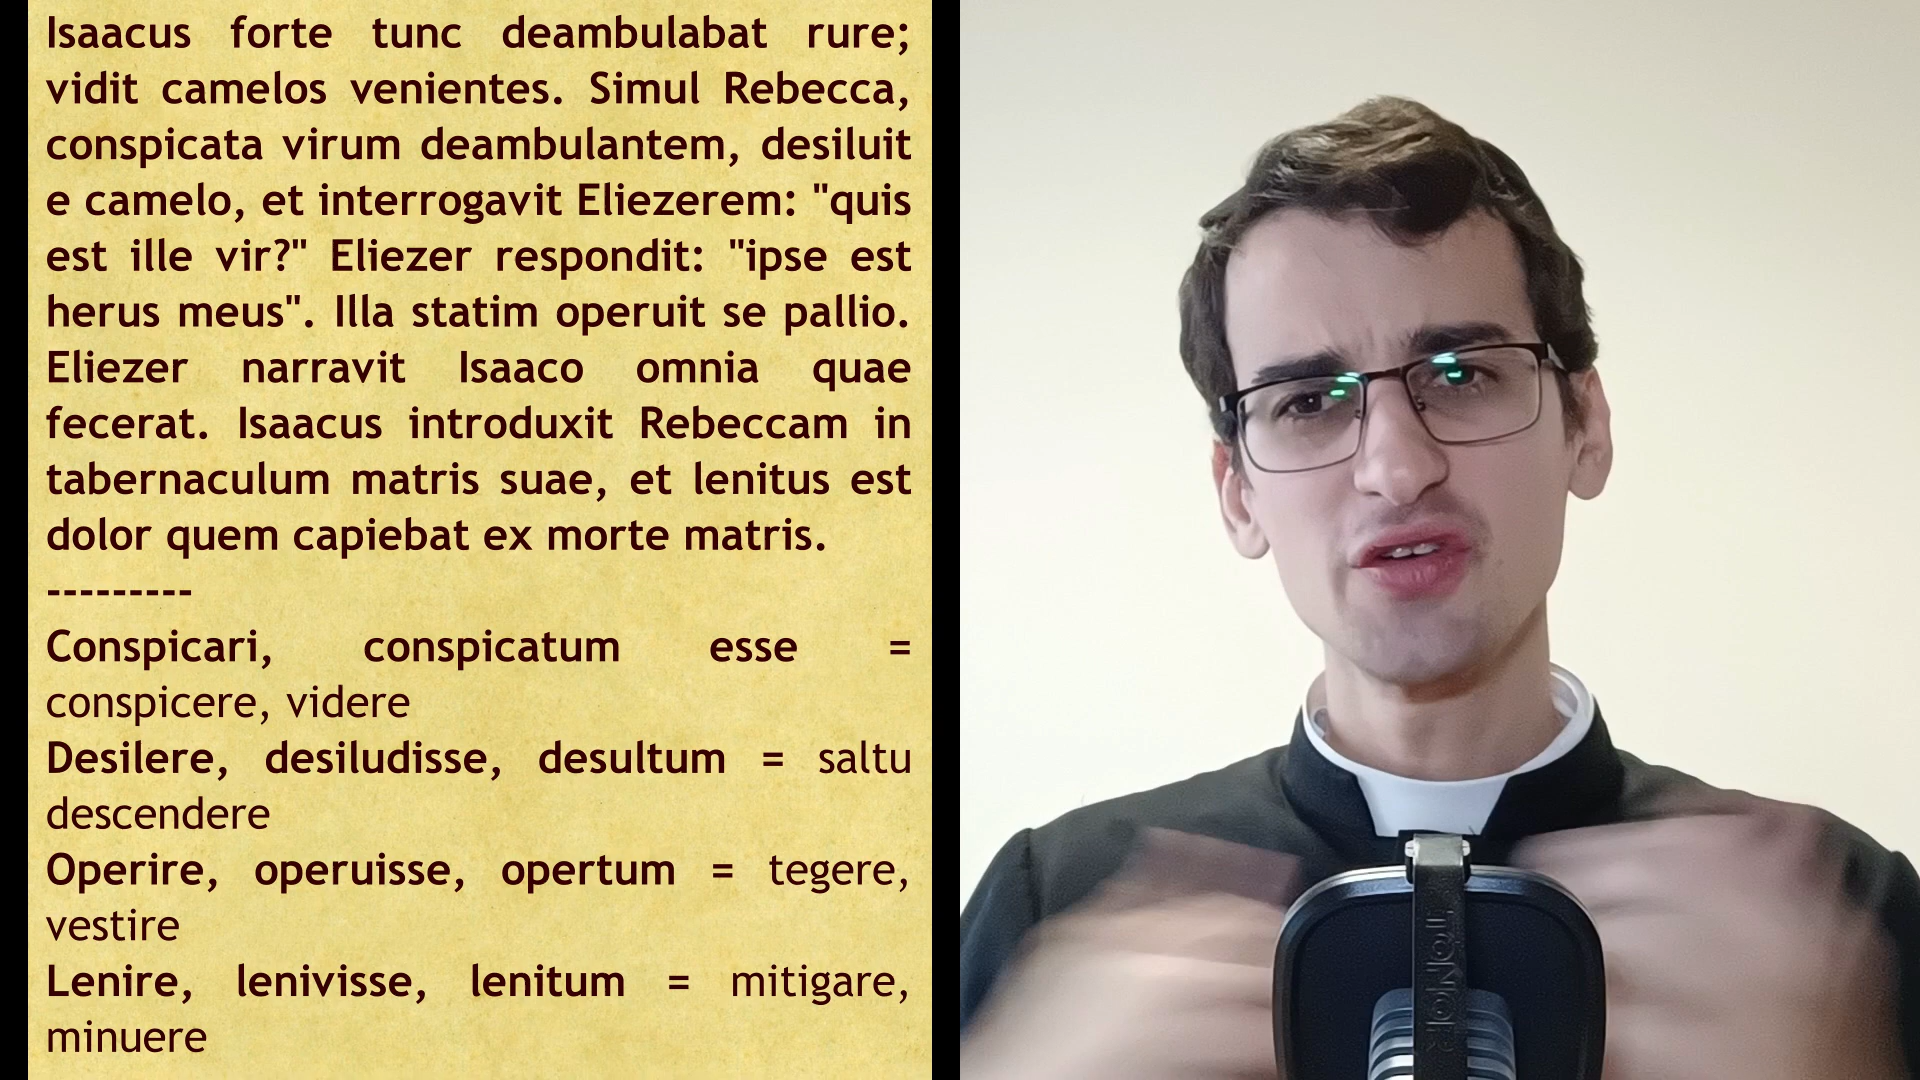 Isaacus forte tunc deambulabat rure;
vidit camelos venientes. Simul Rebecca,
conspicata virum deambulantem, desiluit
e camelo, et interrogavit Eliezerem: "quis
est ille vir?" Eliezer respondit: "ipse est
herus meus". Illa statim operuit se pallio.
Eliezer narravit Isaaco omnia quae
fecerat. Isaacus introduxit Rebeccam in
tabernaculum matris suae, et lenitus est
dolor quem capiebat ex morte matris.
---------
Conspicari, conspicatum esse =
conspicere, videre
Desilere, desiludisse, desultum = saltu
descendere
Operire, operuisse, opertum = tegere,
vestire
Lenire, lenivisse, lenitum = mitigare,
minuere
TONOR